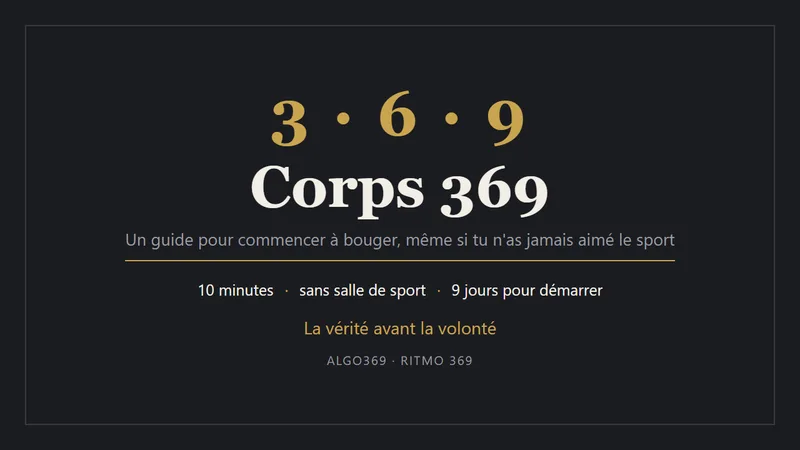 3 · 6 · 9
Corps 369
Un guide pour commencer à bouger, même si tu n'as jamais aimé le sport
10 minutes · sans salle de sport · 9 jours pour démarrer
La vérité avant la volonté
ALGO369 · RITMO 369